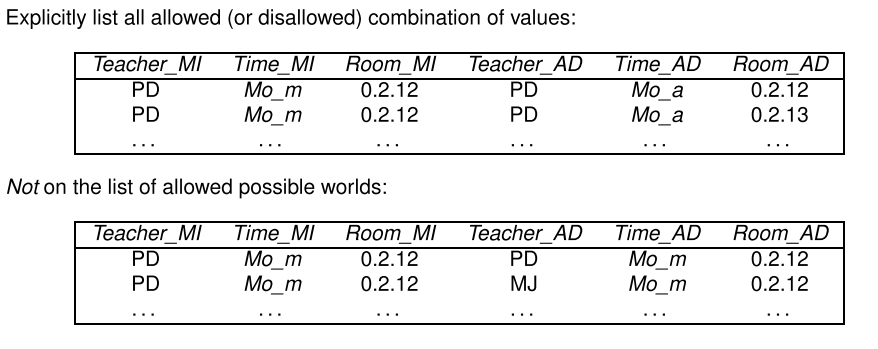 Explicitly list all allowed (or disallowed) combination of values:
Teacher_MI Time_MI Room_MI Teacher_AD Time_AD Room_AD
PD Mo_m 0.2.12 PD Mo_a 0.2.12
PD Mo_m 0.2.12 PD Mo_a 0.2.13
... ... ... ... ... ...
Not on the list of allowed possible worlds:
Teacher_MI Time_MI Room_MI Teacher_AD Time_AD Room_AD
PD Mo_m 0.2.12 PD Mo_m 0.2.12
PD Mo_m 0.2.12 MJ Mo_m 0.2.12
... ... ... ... ... ...